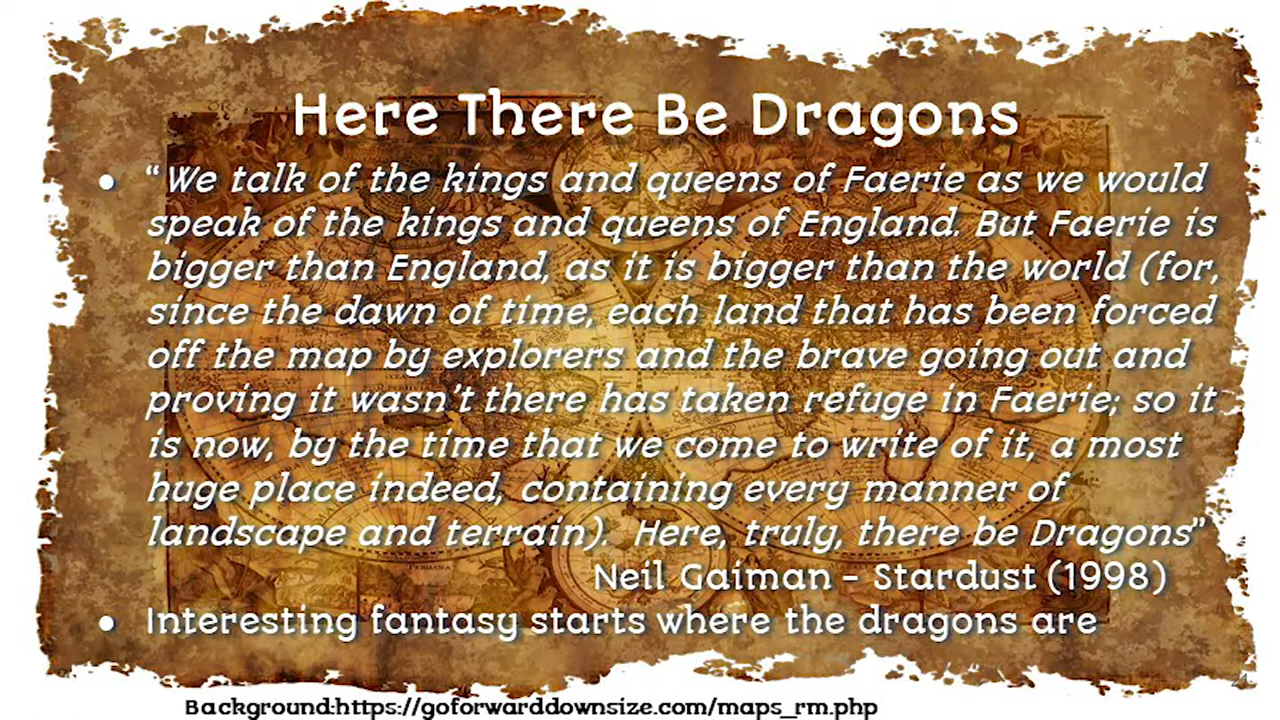 Here There Be Dragons
• “We talk of the kings and queens of Faerie as we would
speak of the kings and queens of England. But Faerie is
bigger than England, as it is bigger than the world (for,
since the dawn of time, each land that has been forced
off the map by explorers and the brave going out and
proving it wasn’t there has taken refuge in Faerie; so it
is now, by the time that we come to write of it, a most
huge place indeed, containing every manner of
landscape and terrain).  Here, truly, there be Dragons”
Neil Gaiman – Stardust (1998)
• Interesting fantasy starts where the dragons are
Background:https://goforwarddownsize.com/maps_rm.php